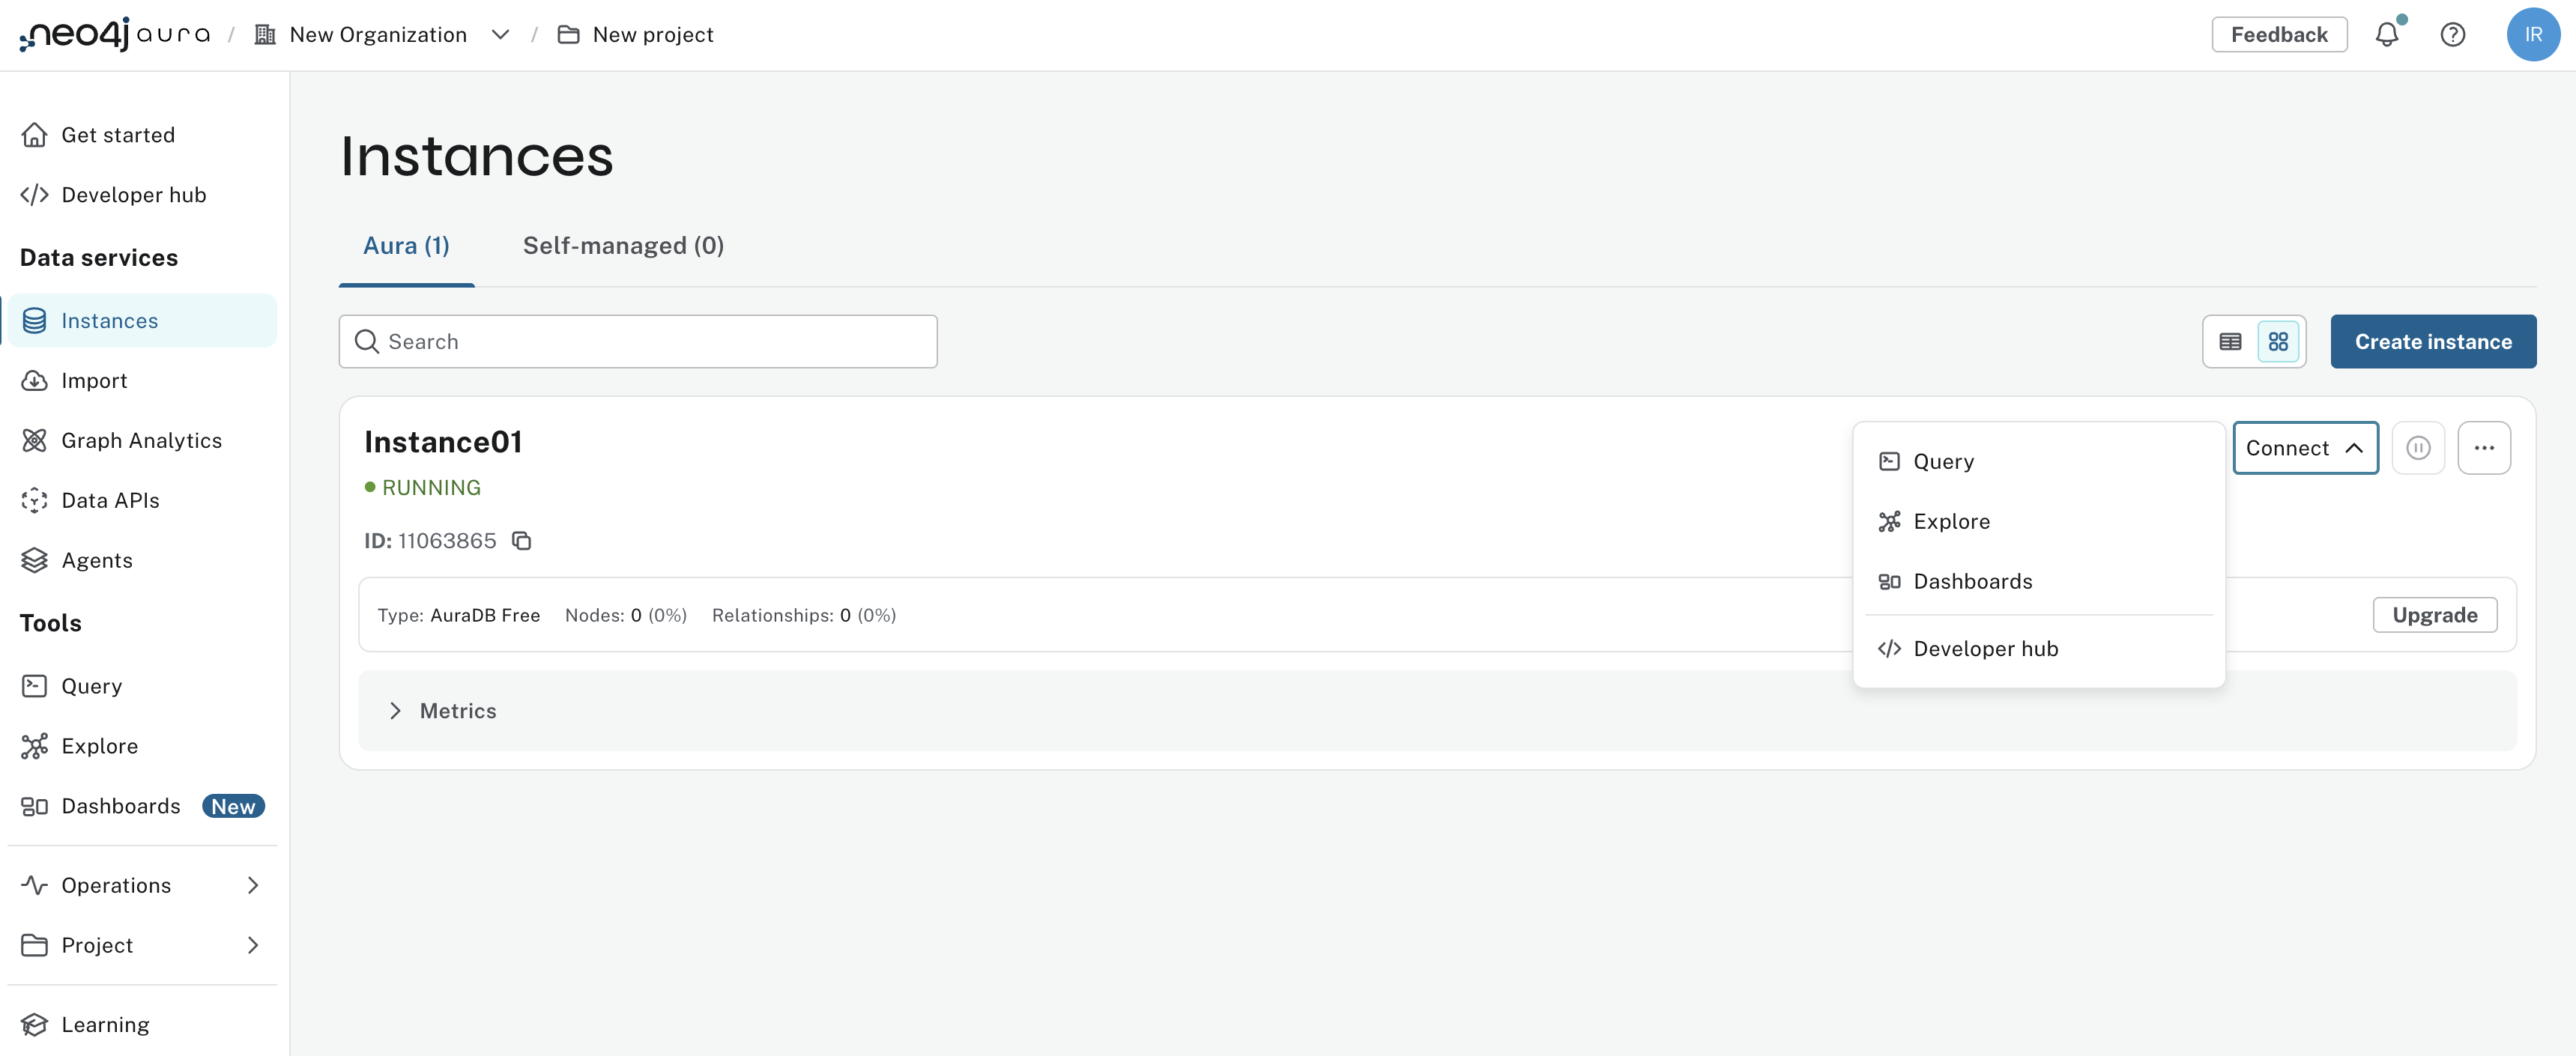 neo4j aura / New Organization / New project Feedback IR
Get started
Developer hub
Data services
Instances
Import
Graph Analytics
Data APIs
Agents
Tools
Query
Explore
Dashboards New
Operations
Project
Learning
Instances
Aura (1) Self-managed (0)
Search Create instance
Instance01
RUNNING
ID: 11063865
Connect
Query
Explore
Dashboards
Developer hub
Type: AuraDB Free Nodes: 0 (0%) Relationships: 0 (0%) Upgrade
Metrics